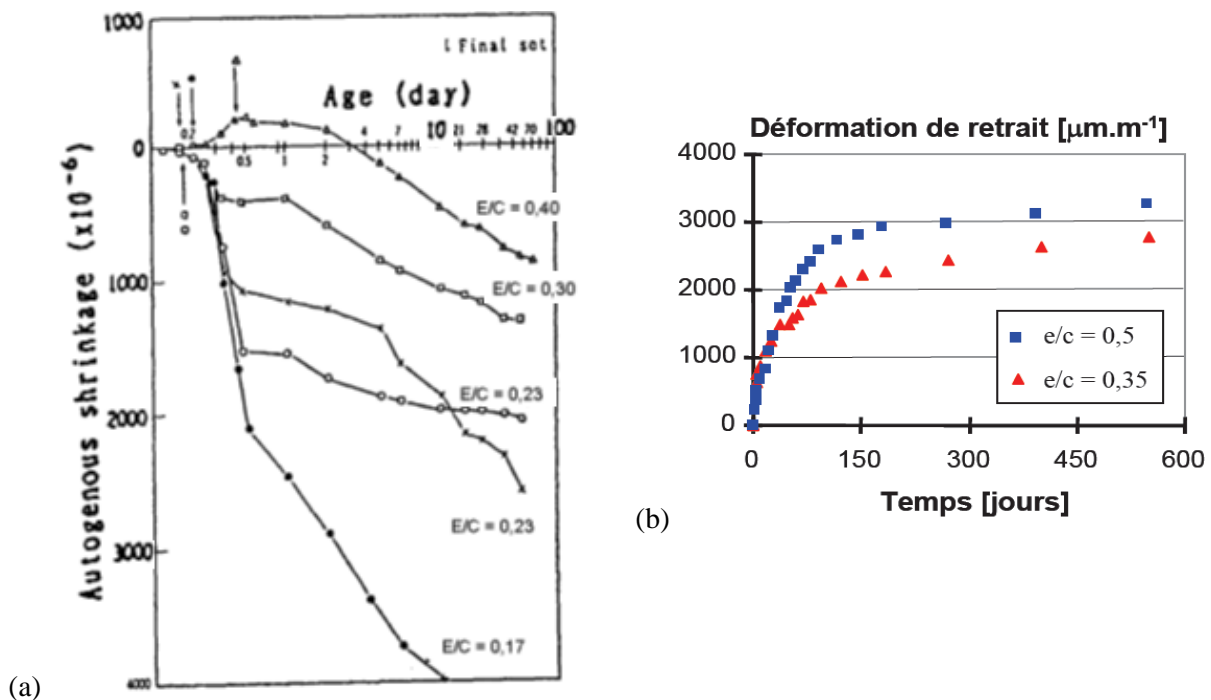 1000
↓ Final set
Age (day)
0.2
0.5
1
2
4
7
10
21
28
42
70
100
0
1000
2000
3000
4000
Autogenous shrinkage (x10⁻⁶)
E/C = 0,40
E/C = 0,30
E/C = 0,23
E/C = 0,23
E/C = 0,17
(a)
Déformation de retrait [µm.m⁻¹]
4000
3000
2000
1000
0
e/c = 0,5
e/c = 0,35
0
150
300
450
600
Temps [jours]
(b)